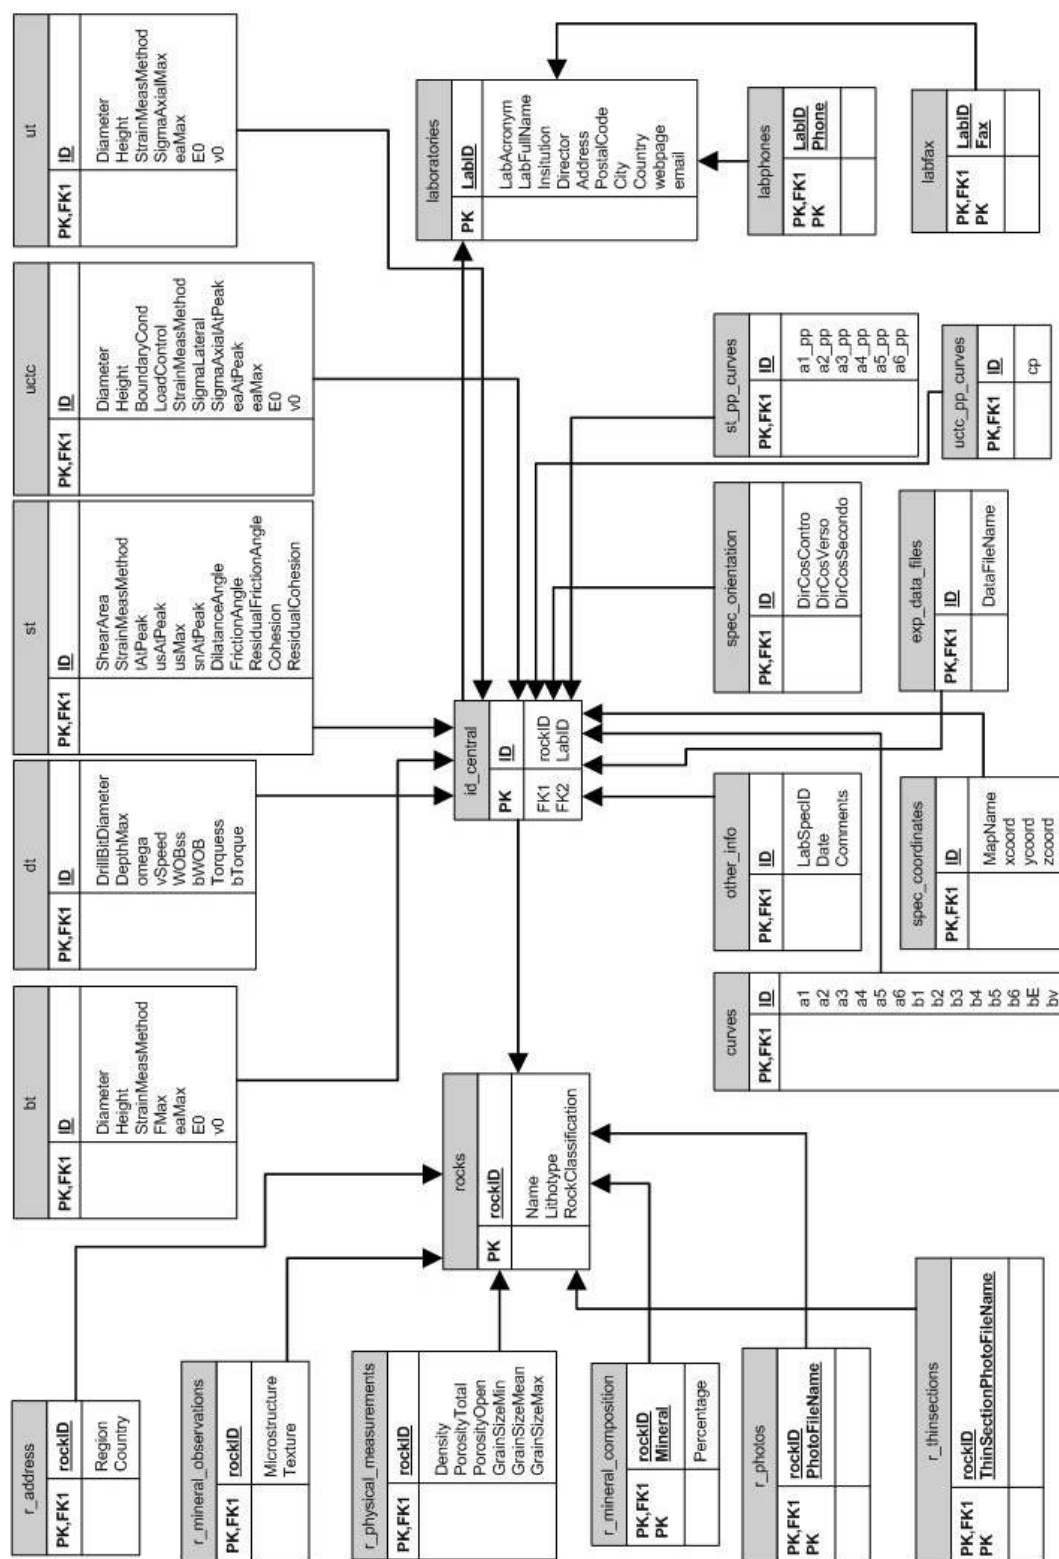 r_address
PK,FK1 rockID
Region
Country
r_mineral_observations
PK,FK1 rockID
Microstructure
Texture
r_physical_measurements
PK,FK1 rockID
Density
PorosityTotal
PorosityOpen
GrainSizeMin
GrainSizeMean
GrainSizeMax
r_mineral_composition
PK,FK1 rockID
PK Mineral
Percentage
r_photos
PK,FK1 rockID
PK PhotoFileName
r_thinsections
PK,FK1 rockID
PK ThinSectionPhotoFileName
bt
PK,FK1 ID
Diameter
Height
StrainMeasMethod
FMax
eaMax
E0
v0
rocks
PK rockID
Name
Lithotype
RockClassification
dt
PK,FK1 ID
DrillBitDiameter
DepthMax
omega
vSpeed
WOBss
bWOB
Torquess
bTorque
st
PK,FK1 ID
ShearArea
StrainMeasMethod
tAtPeak
usAtPeak
usMax
snAtPeak
DilatanceAngle
FrictionAngle
ResidualFrictionAngle
Cohesion
ResidualCohesion
uctc
PK,FK1 ID
Diameter
Height
BoundaryCond
LoadControl
StrainMeasMethod
SigmaLateral
SigmaAxialAtPeak
eaAtPeak
eaMax
E0
v0
ut
PK,FK1 ID
Diameter
Height
StrainMeasMethod
SigmaAxialMax
eaMax
E0
v0
id_central
PK ID
FK1 rockID
FK2 LabID
laboratories
PK LabID
LabAcronym
LabFullName
Insitution
Director
Address
PostalCode
City
Country
webpage
email
labphones
PK,FK1 LabID
PK Phone
labfax
PK,FK1 LabID
PK Fax
curves
PK,FK1 ID
a1
a2
a3
a4
a5
a6
b1
b2
b3
b4
b5
b6
bE
bv
other_info
PK,FK1 ID
LabSpecID
Date
Comments
spec_coordinates
PK,FK1 ID
MapName
xcoord
ycoord
zcoord
spec_orientation
PK,FK1 ID
DirCosContro
DirCosVerso
DirCosSecondo
exp_data_files
PK,FK1 ID
DataFileName
st_pp_curves
PK,FK1 ID
a1_pp
a2_pp
a3_pp
a4_pp
a5_pp
a6_pp
uctc_pp_curves
PK,FK1 ID
cp